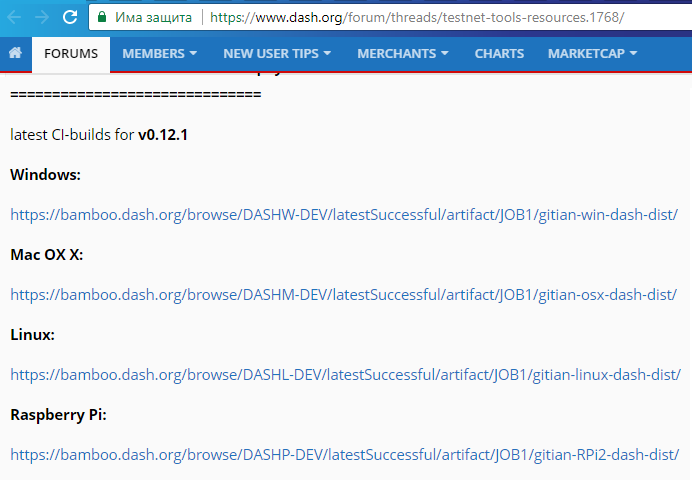 Има защита https://www.dash.org/forum/threads/testnet-tools-resources.1768/
FORUMS MEMBERS NEW USER TIPS MERCHANTS CHARTS MARKETCAP
==============================
latest CI-builds for v0.12.1
Windows:
https://bamboo.dash.org/browse/DASHW-DEV/latestSuccessful/artifact/JOB1/gitian-win-dash-dist/
Mac OX X:
https://bamboo.dash.org/browse/DASHM-DEV/latestSuccessful/artifact/JOB1/gitian-osx-dash-dist/
Linux:
https://bamboo.dash.org/browse/DASHL-DEV/latestSuccessful/artifact/JOB1/gitian-linux-dash-dist/
Raspberry Pi:
https://bamboo.dash.org/browse/DASHP-DEV/latestSuccessful/artifact/JOB1/gitian-RPi2-dash-dist/